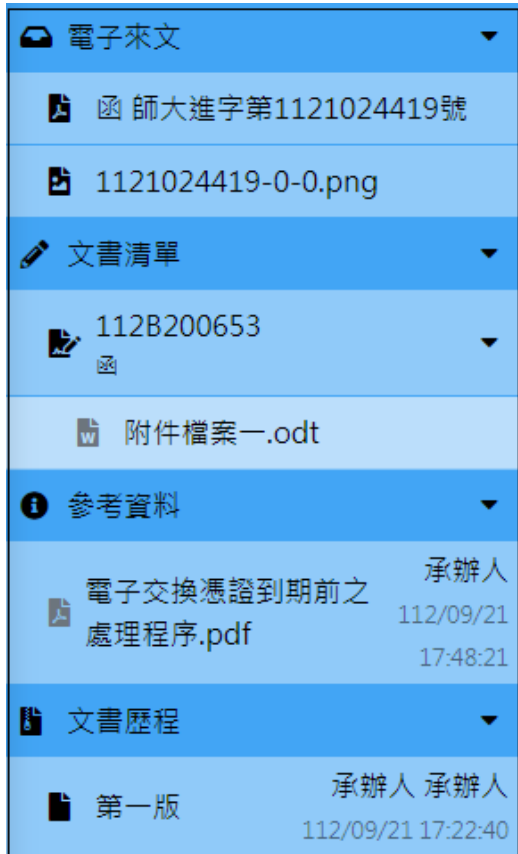 電子來文
函 師大進字第1121024419號
1121024419-0-0.png
文書清單
112B200653
函
附件檔案一.odt
參考資料
電子交換憑證到期前之
處理程序.pdf
承辦人
112/09/21
17:48:21
文書歷程
第一版
承辦人 承辦人
112/09/21 17:22:40